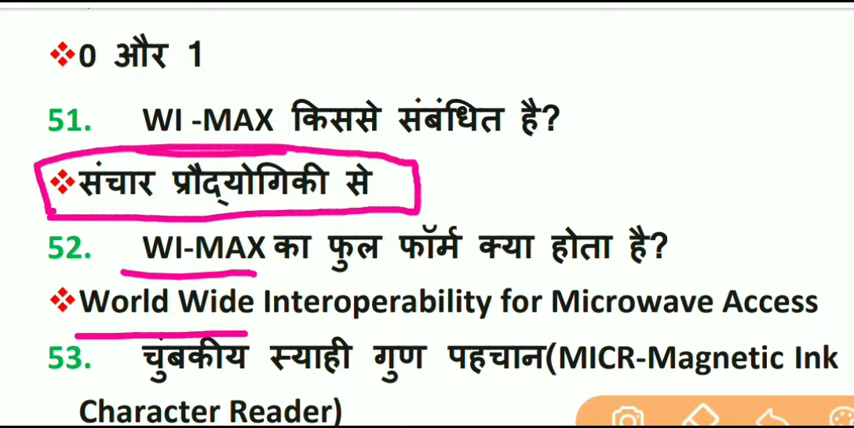 ❖0 और 1
51. WI -MAX किससे संबंधित है?
❖संचार प्रौद्योगिकी से
52. WI-MAX का फुल फॉर्म क्या होता है?
❖World Wide Interoperability for Microwave Access
53. चुंबकीय स्याही गुण पहचान(MICR-Magnetic Ink
Character Reader)